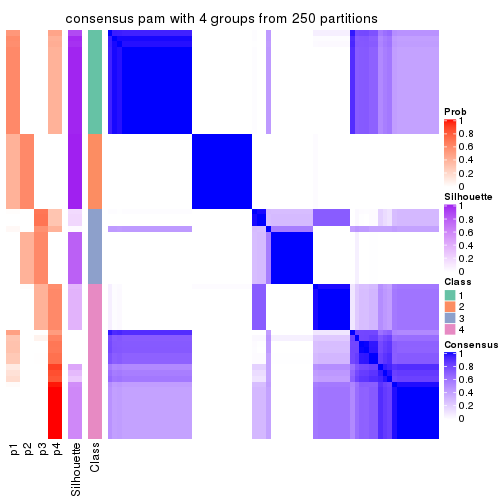 consensus pam with 4 groups from 250 partitions
Prob
1
0.8
0.6
0.4
0.2
0
Silhouette
1
0.8
0.6
0.4
0.2
0
Class
1
2
3
4
Consensus
1
0.8
0.6
0.4
0.2
0
p1
p2
p3
p4
Silhouette
Class